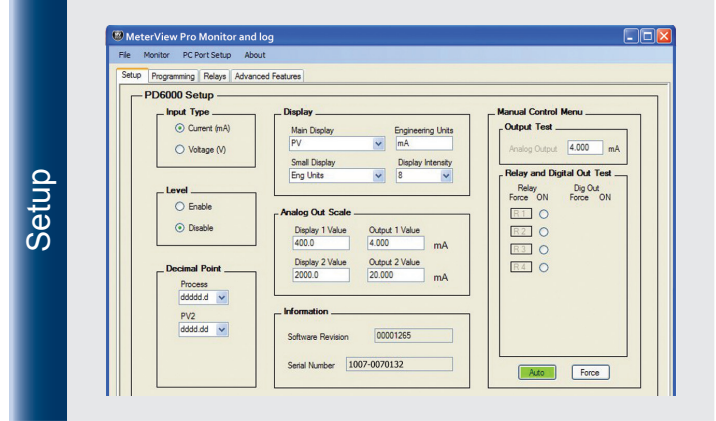 Setup
MeterView Pro Monitor and log
File Monitor PC Port Setup About
Setup Programming Relays Advanced Features
PD6000 Setup
Input Type
Current (mA)
Voltage (V)
Level
Enable
Disable
Decimal Point
Process
ddddd.d
PV2
dddd.dd
Display
Main Display Engineering Units
PV mA
Small Display Display Intensity
Eng Units 8
Analog Out Scale
Display 1 Value Output 1 Value
400.0 4.000 mA
Display 2 Value Output 2 Value
2000.0 20.000 mA
Information
Software Revision 00001265
Serial Number 1007-0070132
Manual Control Menu
Output Test
Analog Output 4.000 mA
Relay and Digital Out Test
Relay Dig Out
Force ON Force ON
R 1
R 2
R 3
R 4
Auto Force